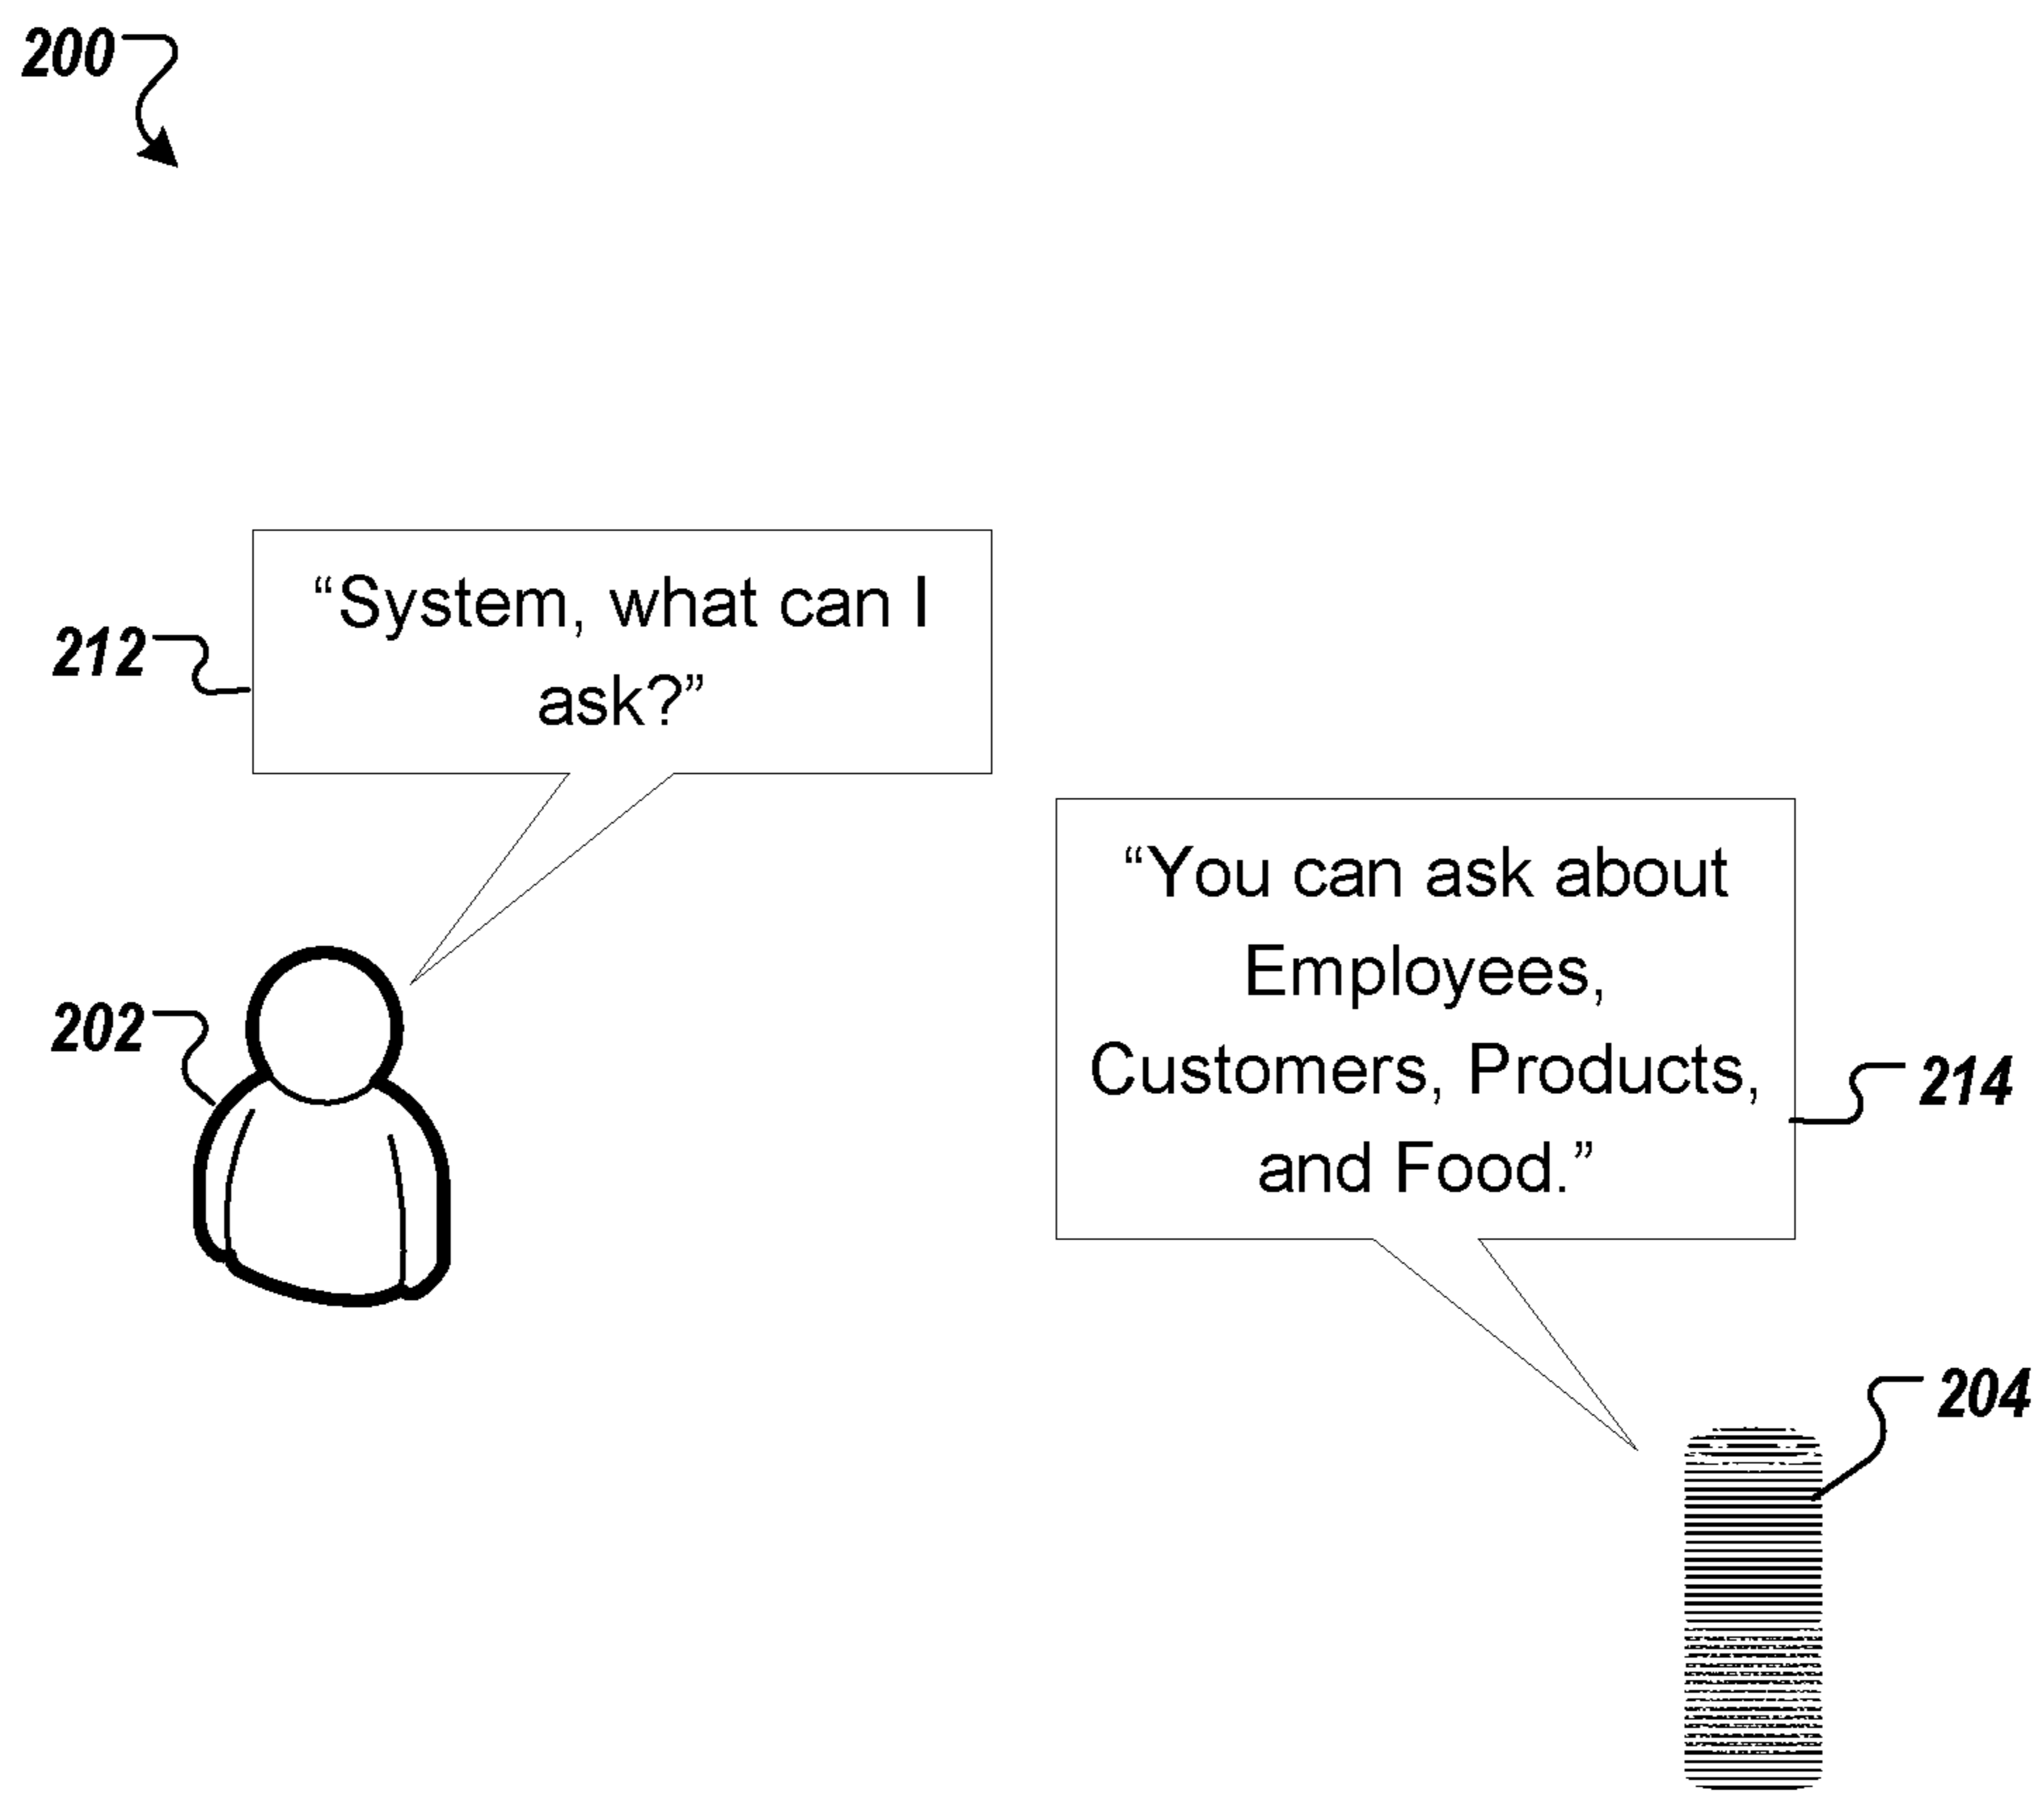 200
“System, what can I
ask?”
212
“You can ask about
Employees,
Customers, Products,
and Food.”
202
214
204